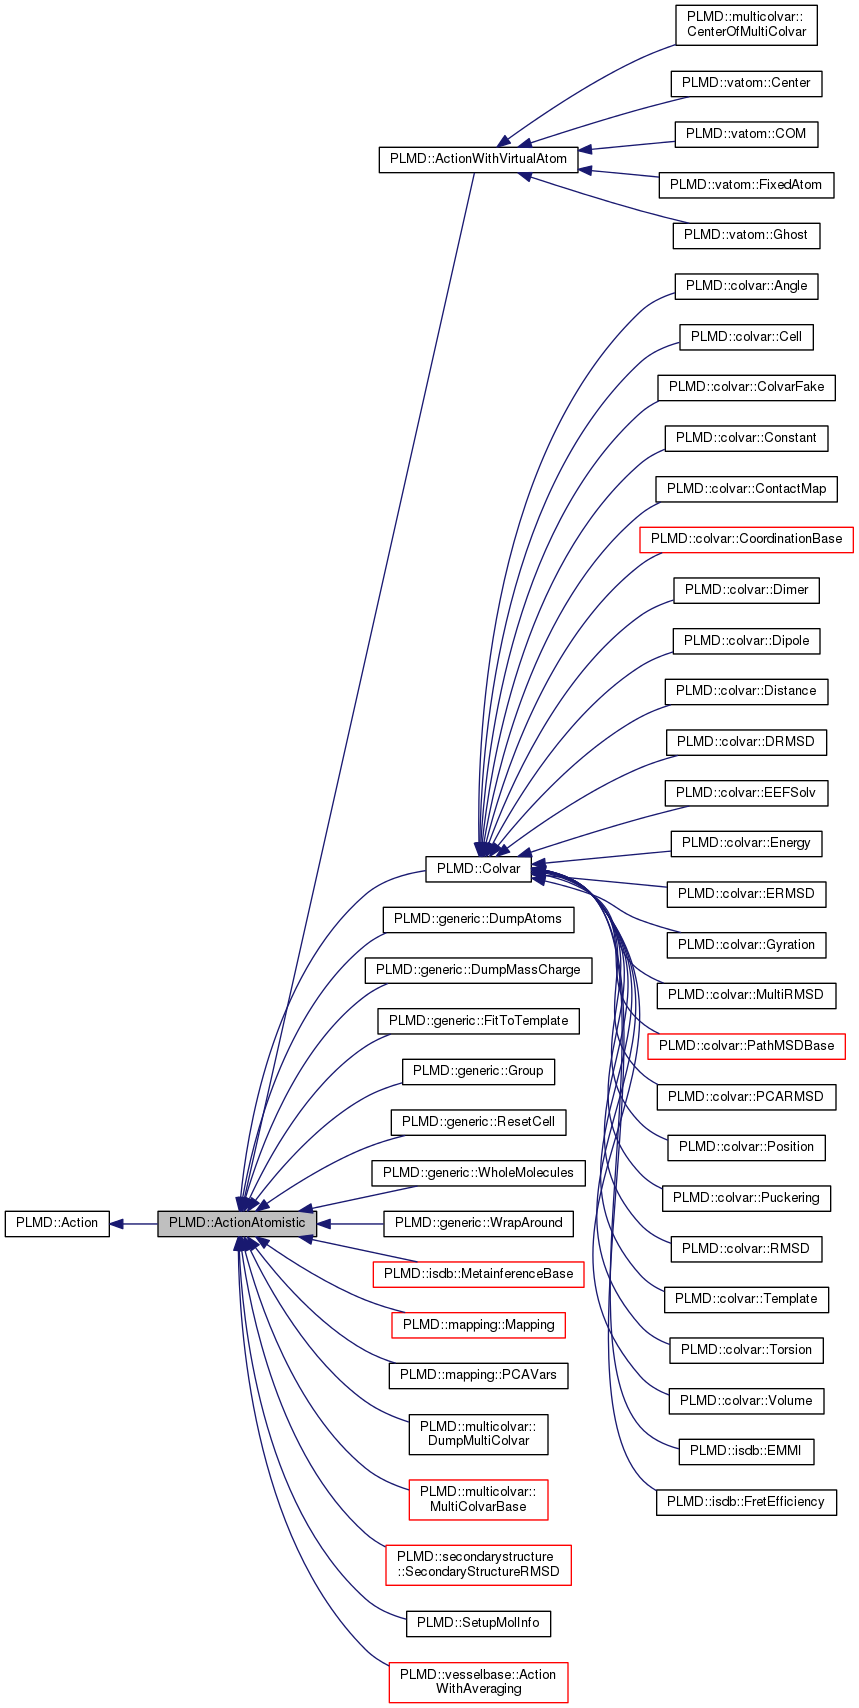 PLMD::multicolvar::
CenterOfMultiColvar
PLMD::vatom::Center
PLMD::vatom::COM
PLMD::ActionWithVirtualAtom
PLMD::vatom::FixedAtom
PLMD::vatom::Ghost
PLMD::colvar::Angle
PLMD::colvar::Cell
PLMD::colvar::ColvarFake
PLMD::colvar::Constant
PLMD::colvar::ContactMap
PLMD::colvar::CoordinationBase
PLMD::colvar::Dimer
PLMD::colvar::Dipole
PLMD::colvar::Distance
PLMD::colvar::DRMSD
PLMD::colvar::EEFSolv
PLMD::colvar::Energy
PLMD::Colvar
PLMD::colvar::ERMSD
PLMD::generic::DumpAtoms
PLMD::colvar::Gyration
PLMD::generic::DumpMassCharge
PLMD::colvar::MultiRMSD
PLMD::generic::FitToTemplate
PLMD::colvar::PathMSDBase
PLMD::generic::Group
PLMD::colvar::PCARMSD
PLMD::generic::ResetCell
PLMD::colvar::Position
PLMD::generic::WholeMolecules
PLMD::colvar::Puckering
PLMD::Action
PLMD::ActionAtomistic
PLMD::generic::WrapAround
PLMD::colvar::RMSD
PLMD::isdb::MetainferenceBase
PLMD::colvar::Template
PLMD::mapping::Mapping
PLMD::colvar::Torsion
PLMD::mapping::PCAVars
PLMD::colvar::Volume
PLMD::multicolvar::
DumpMultiColvar
PLMD::isdb::EMMI
PLMD::multicolvar::
MultiColvarBase
PLMD::isdb::FretEfficiency
PLMD::secondarystructure
::SecondaryStructureRMSD
PLMD::SetupMolInfo
PLMD::vesselbase::Action
WithAveraging